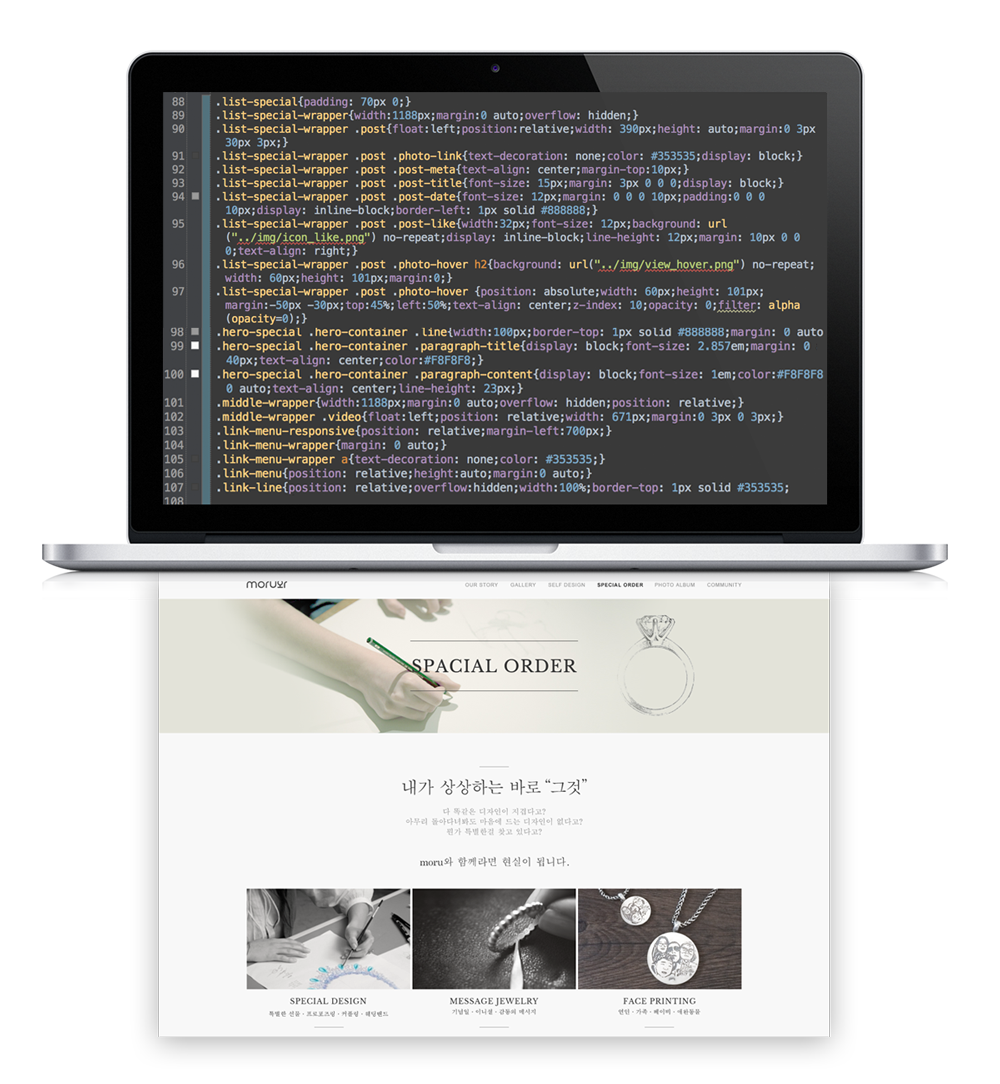 88 .list-special{padding: 70px 0;}
89 .list-special-wrapper{width:1188px;margin:0 auto;overflow: hidden;}
90 .list-special-wrapper .post{float:left;position:relative;width: 390px;height: auto;margin:0 3px
30px 3px;}
91 .list-special-wrapper .post .photo-link{text-decoration: none;color: #353535;display: block;}
92 .list-special-wrapper .post .post-meta{text-align: center;margin-top:10px;}
93 .list-special-wrapper .post .post-title{font-size: 15px;margin: 3px 0 0 0;display: block;}
94 .list-special-wrapper .post .post-date{font-size: 12px;margin: 0 0 0 10px;padding:0 0 0
10px;display: inline-block;border-left: 1px solid #888888;}
95 .list-special-wrapper .post .post-like{width:32px;font-size: 12px;background: url
("../img/icon_like.png") no-repeat;display: inline-block;line-height: 12px;margin: 10px 0 0
0;text-align: right;}
96 .list-special-wrapper .post .photo-hover h2{background: url("../img/view_hover.png") no-repeat;
width: 60px;height: 101px;margin:0;}
97 .list-special-wrapper .post .photo-hover {position: absolute;width: 60px;height: 101px;
margin:-50px -30px;top:45%;left:50%;text-align: center;z-index: 10;opacity: 0;filter: alpha
(opacity=0);}
98 .hero-special .hero-container .line{width:100px;border-top: 1px solid #888888;margin: 0 auto
99 .hero-special .hero-container .paragraph-title{display: block;font-size: 2.857em;margin: 0
40px;text-align: center;color:#F8F8F8;}
100 .hero-special .hero-container .paragraph-content{display: block;font-size: 1em;color:#F8F8F8
0 auto;text-align: center;line-height: 23px;}
101 .middle-wrapper{width:1188px;margin:0 auto;overflow: hidden;position: relative;}
102 .middle-wrapper .video{float:left;position: relative;width: 671px;margin:0 3px 0 3px;}
103 .link-menu-responsive{position: relative;margin-left:700px;}
104 .link-menu-wrapper{margin: 0 auto;}
105 .link-menu-wrapper a{text-decoration: none;color: #353535;}
106 .link-menu{position: relative;height:auto;margin:0 auto;}
107 .link-line{position: relative;overflow:hidden;width:100%;border-top: 1px solid #353535;
108
OUR STORY GALLERY SELF DESIGN SPECIAL ORDER PHOTO ALBUM COMMUNITY
SPACIAL ORDER
내가 상상하는 바로 “그것”
다 똑같은 디자인이 지겹다고?
아무리 돌아다녀봐도 마음에 드는 디자인이 없다고?
뭔가 특별한걸 찾고 있다고?
moru와 함께라면 현실이 됩니다.
SPECIAL DESIGN MESSAGE JEWELRY FACE PRINTING
특별한 선물 · 프로포즈링 · 커플링 · 웨딩밴드 기념일 · 이니셜 · 감동의 메시지 연인 · 가족 · 베이비 · 애완동물